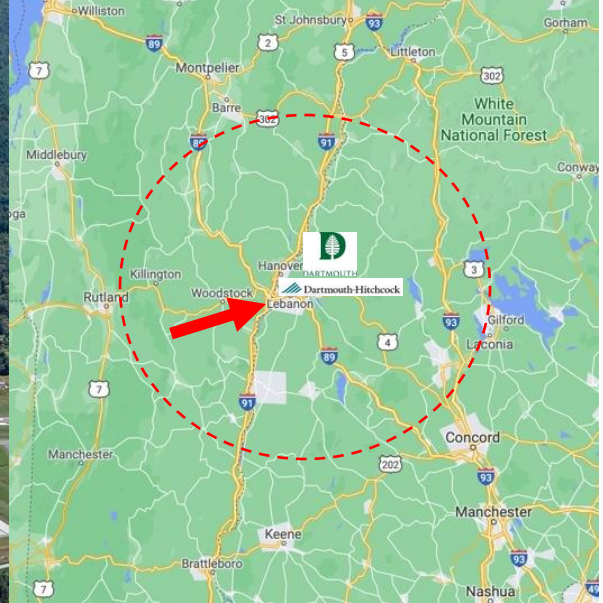 Williston
St Johnsbury
93
Gorham
89
2
5
Littleton
7
Montpelier
302
Barre
302
White
Mountain
National Forest
89
91
Middlebury
Conway
D
DARTMOUTH
Hanover
3
Killington
Dartmouth-Hitchcock
Rutland
Woodstock
Lebanon
93
Gilford
4
Laconia
89
7
91
Concord
Manchester
202
93
Manchester
Keene
93
Brattleboro
7
Nashua